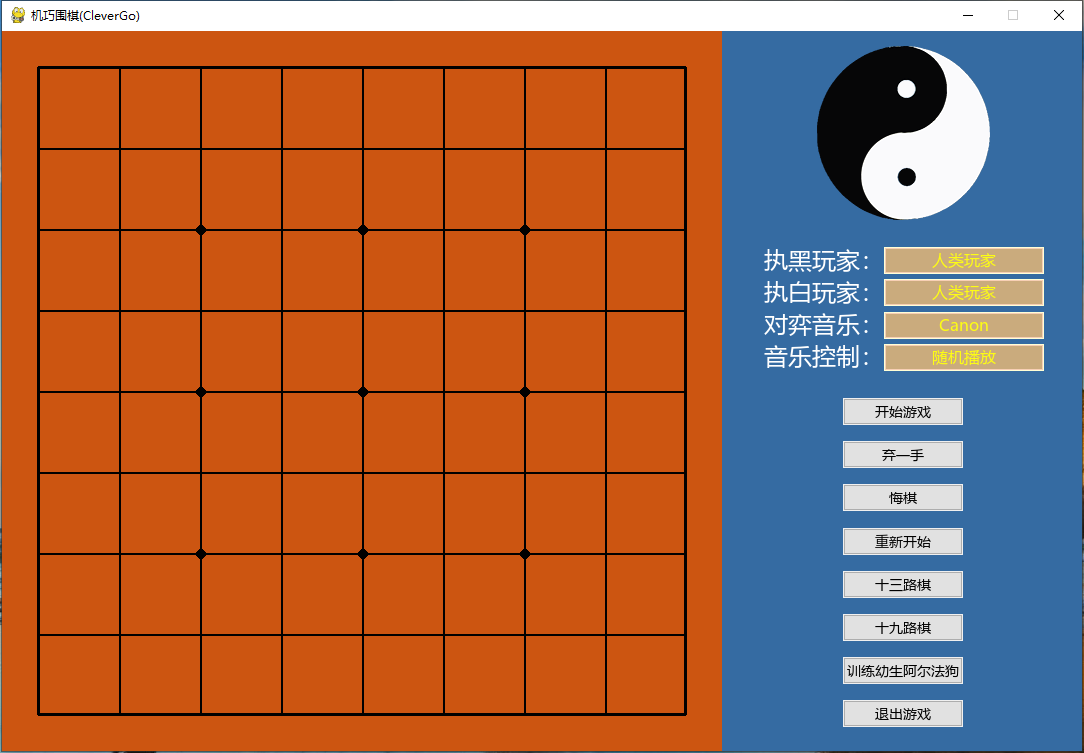 机巧围棋(CleverGo)
执黑玩家： 人类玩家
执白玩家： 人类玩家
对弈音乐： Canon
音乐控制： 随机播放
开始游戏
弃一手
悔棋
重新开始
十三路棋
十九路棋
训练幼生阿尔法狗
退出游戏